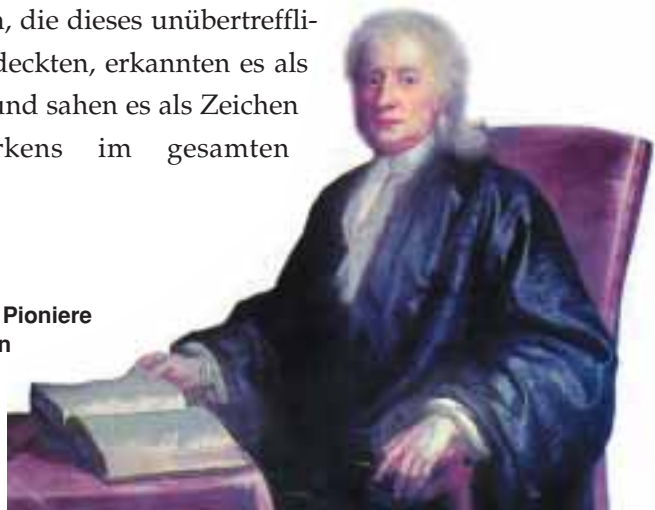 , die dieses unübertreffli-
deckten, erkannten es als
und sahen es als Zeichen
rkens im gesamten
Pioniere
n